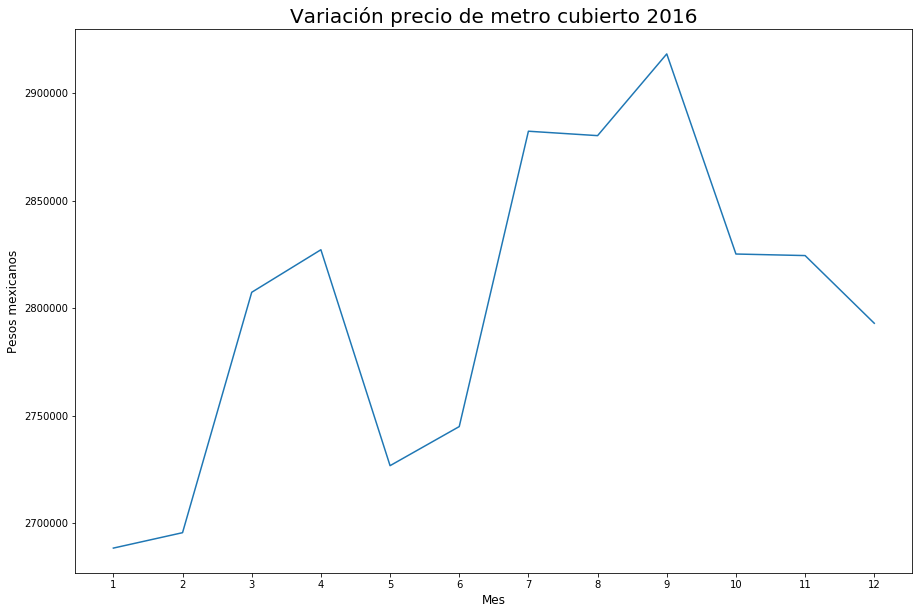 Variación precio de metro cubierto 2016
Pesos mexicanos
2900000
2850000
2800000
2750000
2700000
1 2 3 4 5 6 7 8 9 10 11 12
Mes